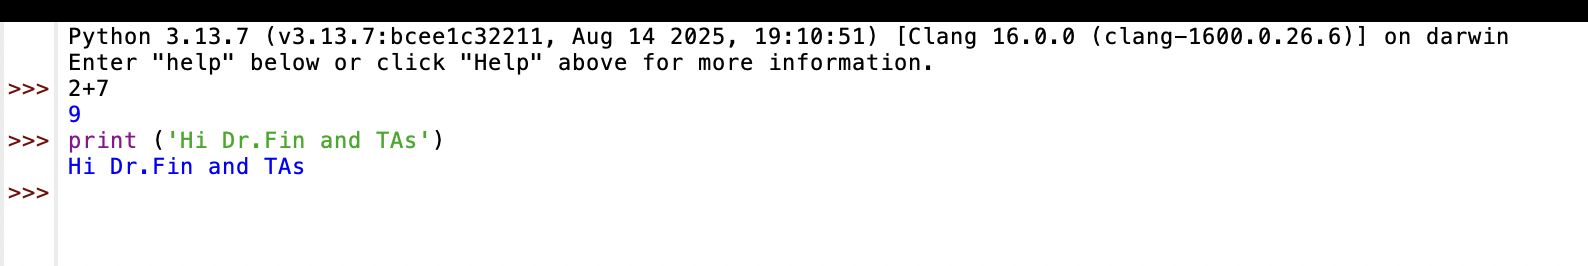 Python 3.13.7 (v3.13.7:bcee1c32211, Aug 14 2025, 19:10:51) [Clang 16.0.0 (clang-1600.0.26.6)] on darwin
Enter "help" below or click "Help" above for more information.
>>> 2+7
9
>>> print ('Hi Dr.Fin and TAs')
Hi Dr.Fin and TAs
>>>